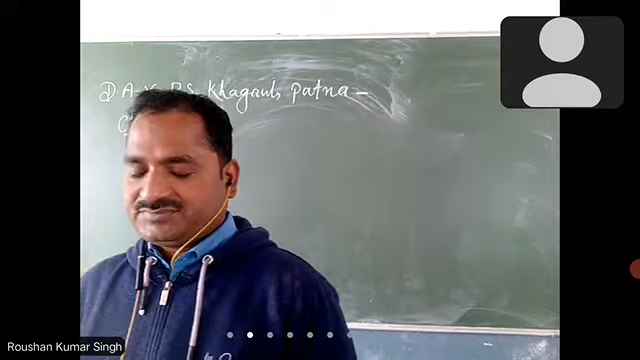 D.A.V. P.S. Khagaul, Patna –
Roushan Kumar Singh